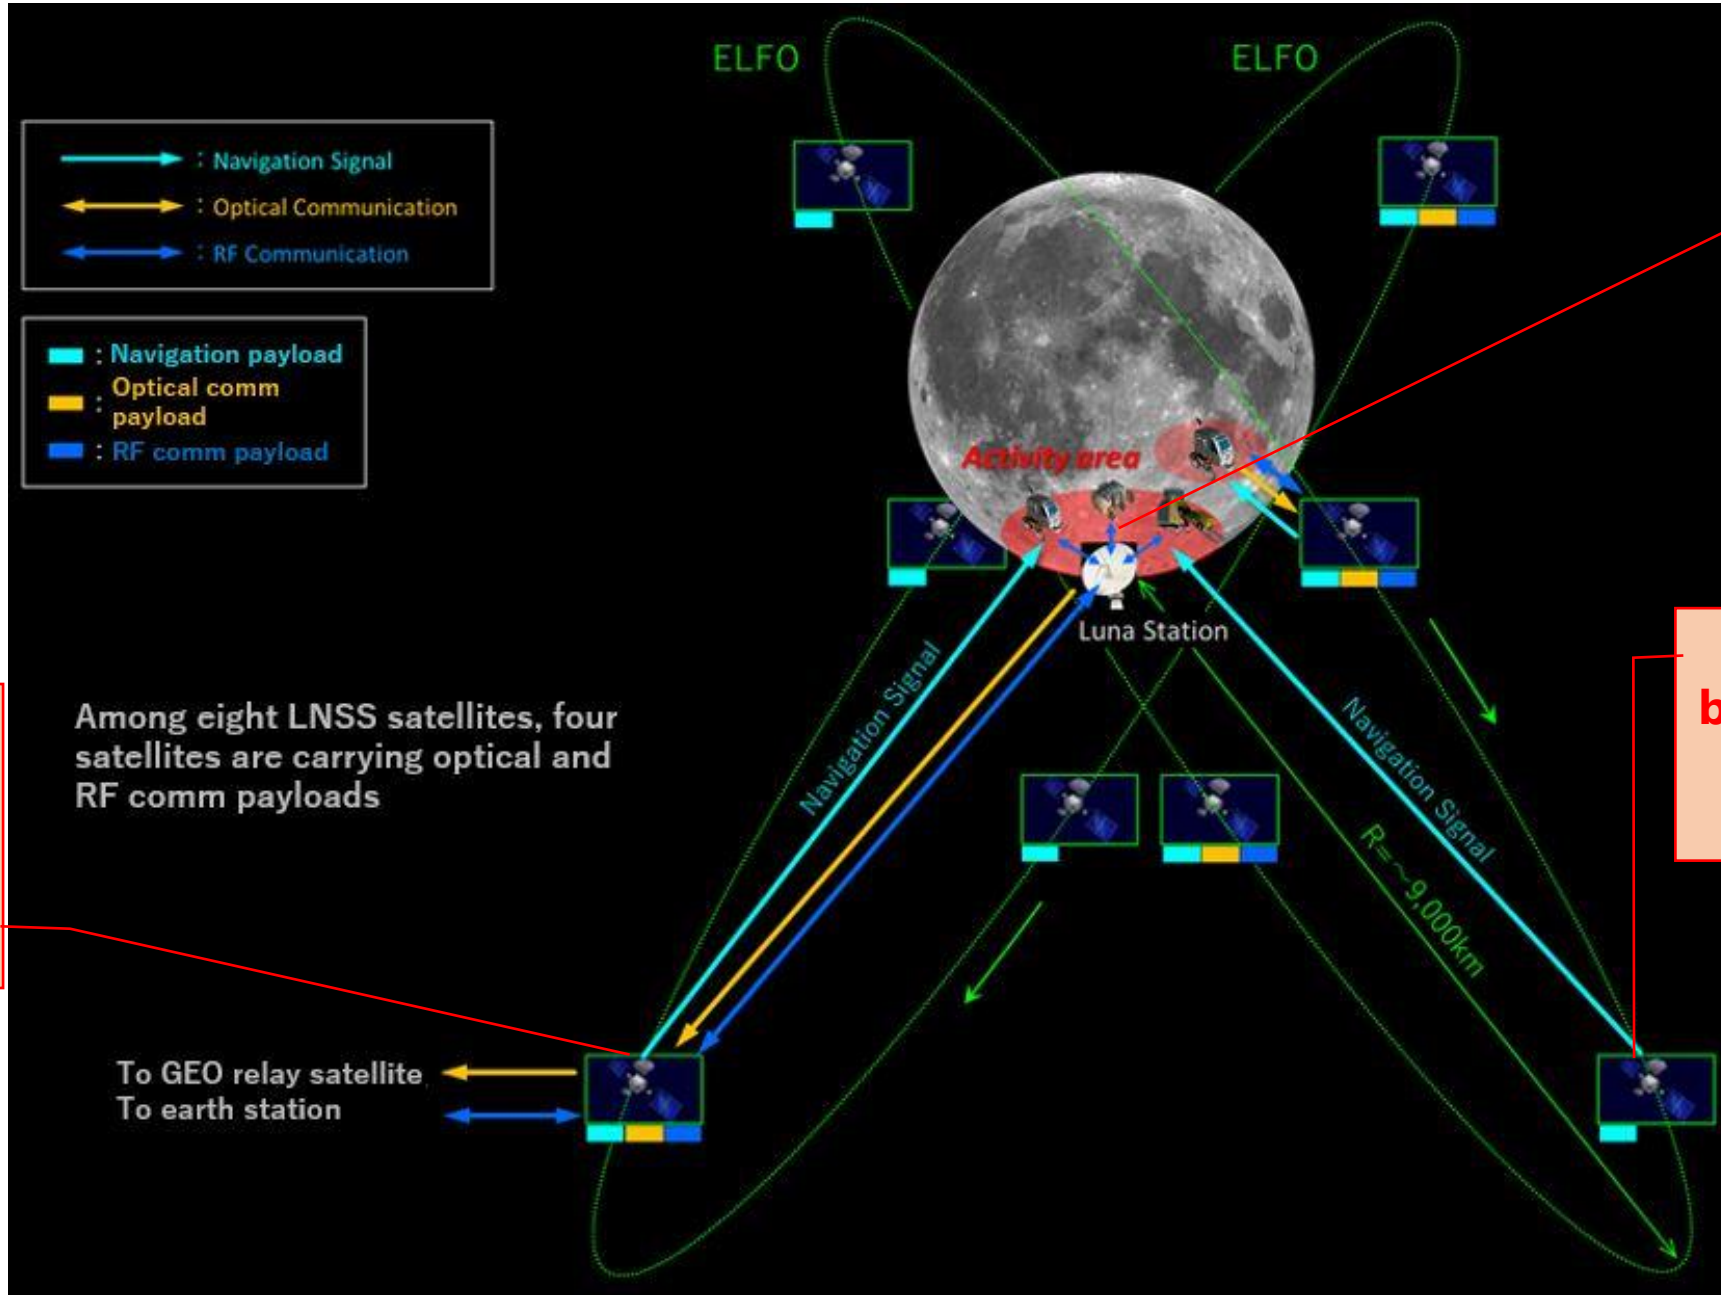 ELFO
ELFO
: Navigation Signal
: Optical Communication
: RF Communication
: Navigation payload
: Optical comm
payload
: RF comm payload
Activity area
Luna Station
Navigation Signal
Navigation Signal
R=~9,000km
Among eight LNSS satellites, four
satellites are carrying optical and
RF comm payloads
b
To GEO relay satellite
To earth station